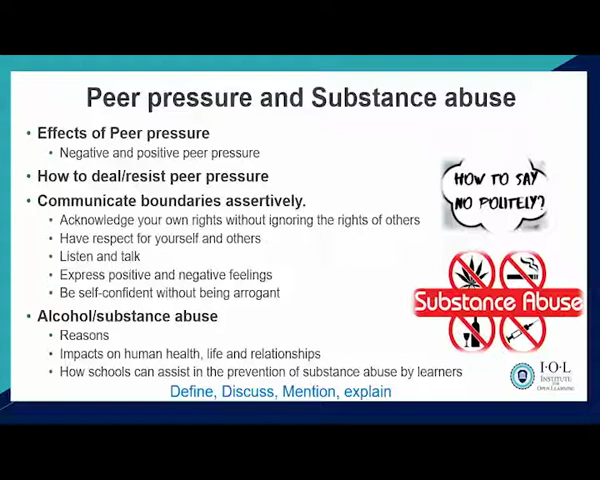 Peer pressure and Substance abuse
• Effects of Peer pressure
• Negative and positive peer pressure
• How to deal/resist peer pressure
• Communicate boundaries assertively.
• Acknowledge your own rights without ignoring the rights of others
• Have respect for yourself and others
• Listen and talk
• Express positive and negative feelings
• Be self-confident without being arrogant
• Alcohol/substance abuse
• Reasons
• Impacts on human health, life and relationships
• How schools can assist in the prevention of substance abuse by learners
Define, Discuss, Mention, explain
HOW TO SAY
NO POLITELY?
Substance Abuse
I·O·L
INSTITUTE
FOR
OPEN LEARNING